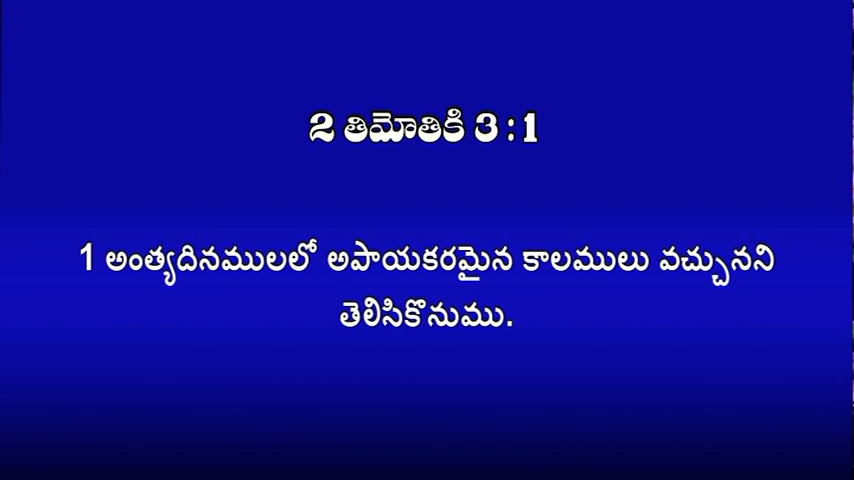 2 తిమోతికి 3 : 1
1 అంత్యదినములలో అపాయకరమైన కాలములు వచ్చునని
తెలిసికొనుము.